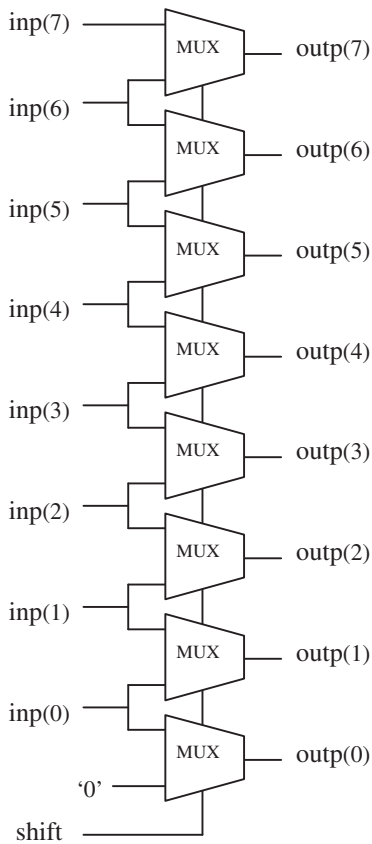 inp(7)
MUX
outp(7)
inp(6)
MUX
outp(6)
inp(5)
MUX
outp(5)
inp(4)
MUX
outp(4)
inp(3)
MUX
outp(3)
inp(2)
MUX
outp(2)
inp(1)
MUX
outp(1)
inp(0)
MUX
outp(0)
‘0’
shift